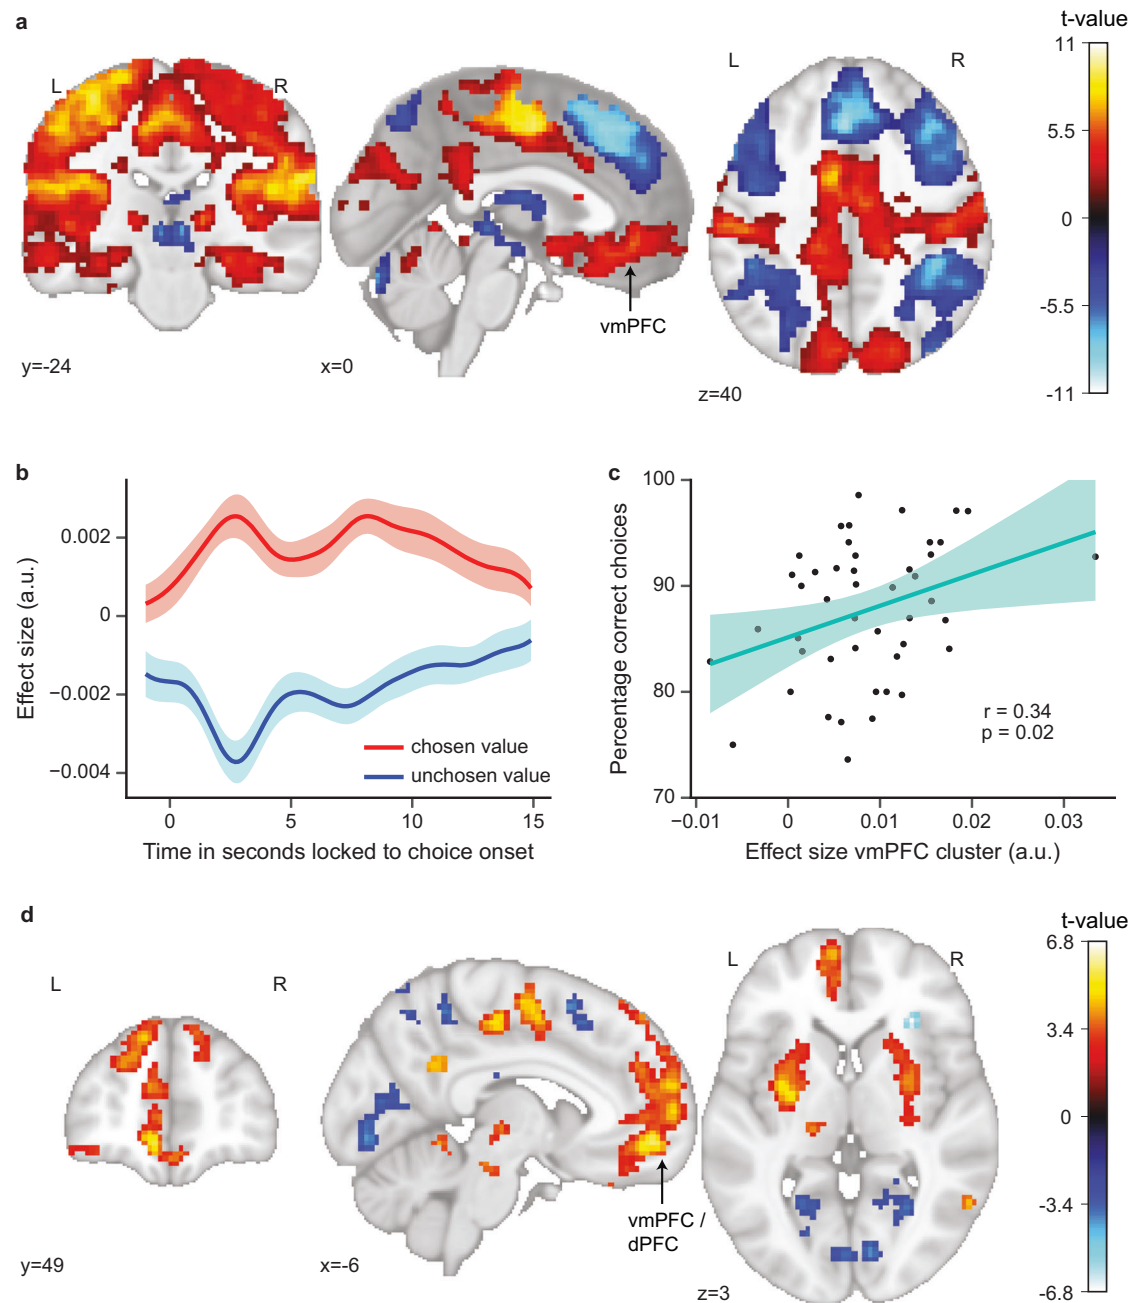 a
t-value
L
R
L
R
11
5.5
0
-5.5
-11
vmPFC
y=-24
x=0
z=40
b
0.002
0
−0.002
−0.004
Effect size (a.u.)
chosen value
unchosen value
0
5
10
15
Time in seconds locked to choice onset
c
100
90
80
70
Percentage correct choices
r = 0.34
p = 0.02
−0.01
0
0.01
0.02
0.03
Effect size vmPFC cluster (a.u.)
d
t-value
L
R
L
R
6.8
3.4
0
-3.4
-6.8
vmPFC /
dPFC
y=49
x=-6
z=3